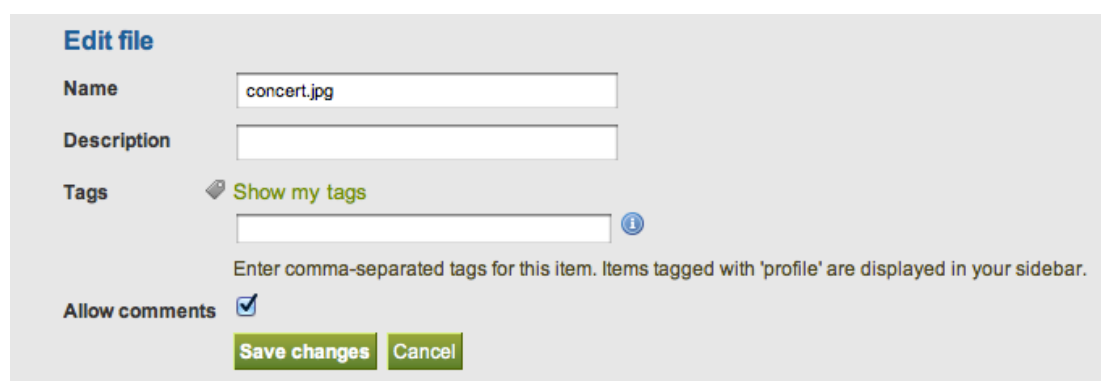 Edit file
Name
concert.jpg
Description
Tags
Show my tags
Enter comma-separated tags for this item. Items tagged with 'profile' are displayed in your sidebar.
Allow comments
Save changes
Cancel